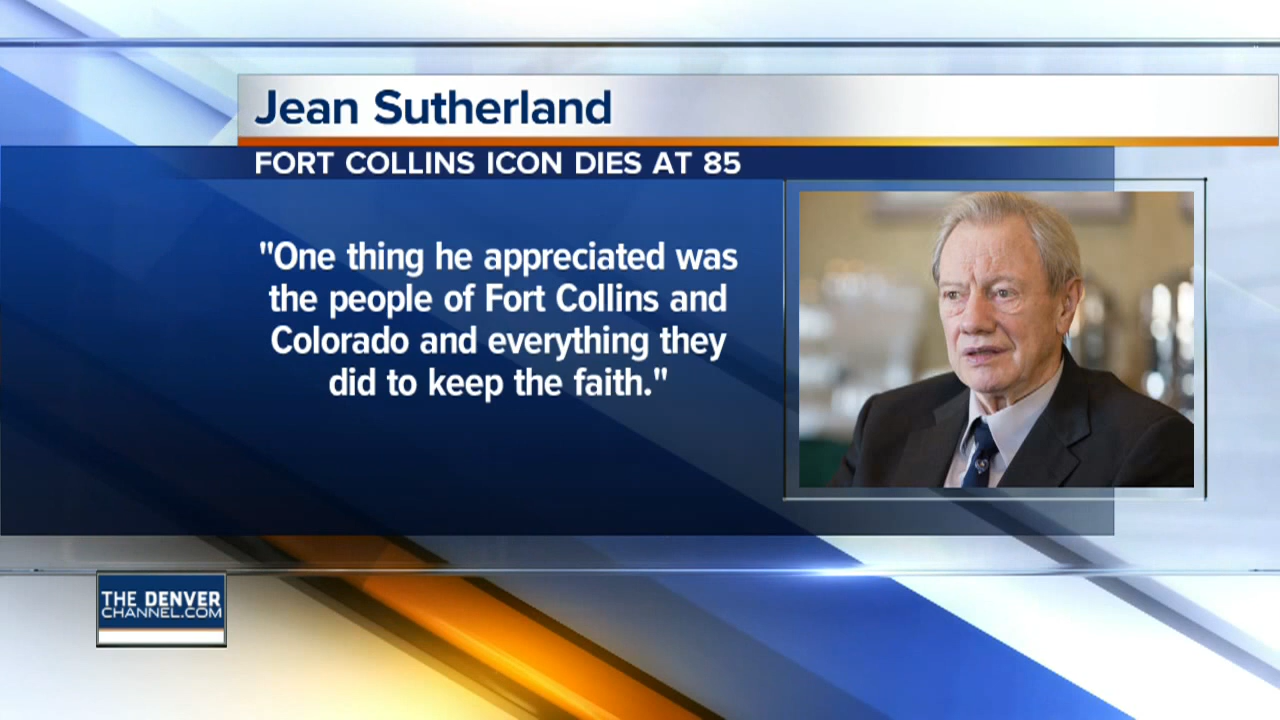 Jean Sutherland
FORT COLLINS ICON DIES AT 85
"One thing he appreciated was
the people of Fort Collins and
Colorado and everything they
did to keep the faith."
THE DENVER
CHANNEL.COM